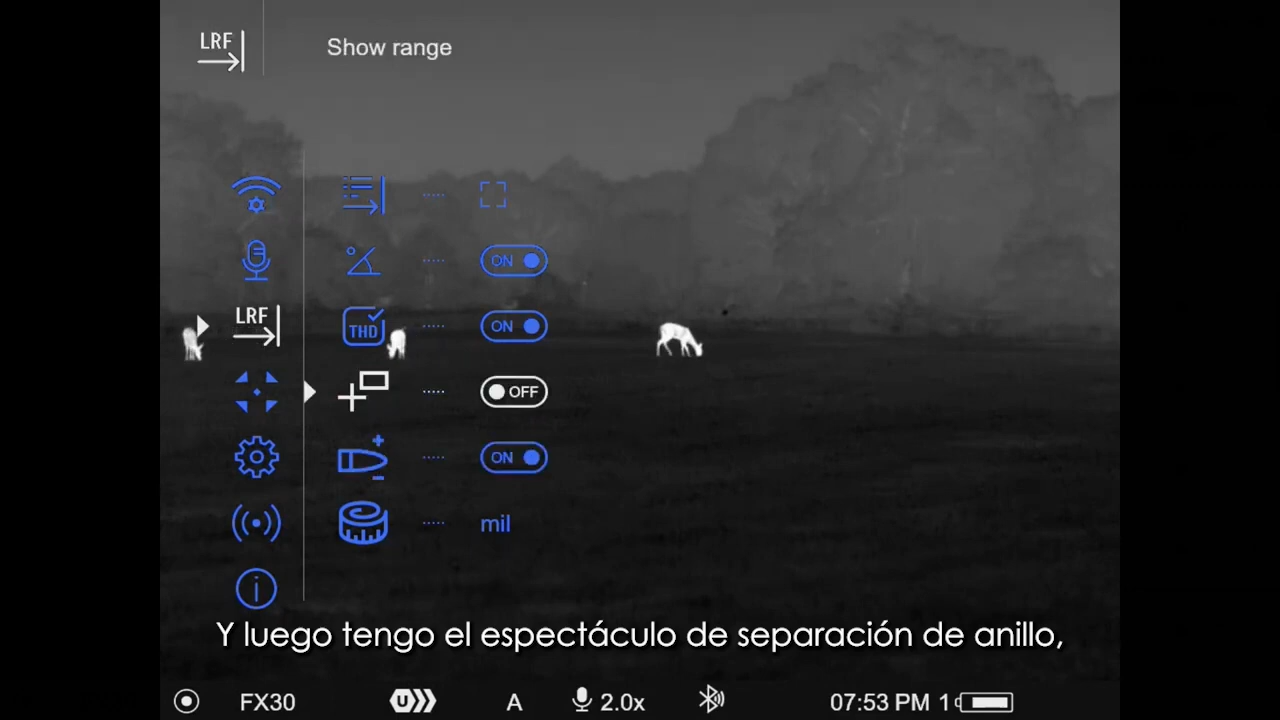 LRF
Show range
ON
LRF
THD
ON
OFF
ON
mil
Y luego tengo el espectáculo de separación de anillo,
FX30
U
A
2.0x
07:53 PM
1